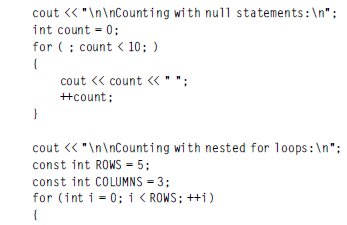 cout << "\n\nCounting with null statements:\n";
int count = 0;
for ( ; count < 10; )
{
cout << count << " ";
++count;
}
cout << "\n\nCounting with nested for loops:\n";
const int ROWS = 5;
const int COLUMNS = 3;
for (int i = 0; i < ROWS; ++i)
{